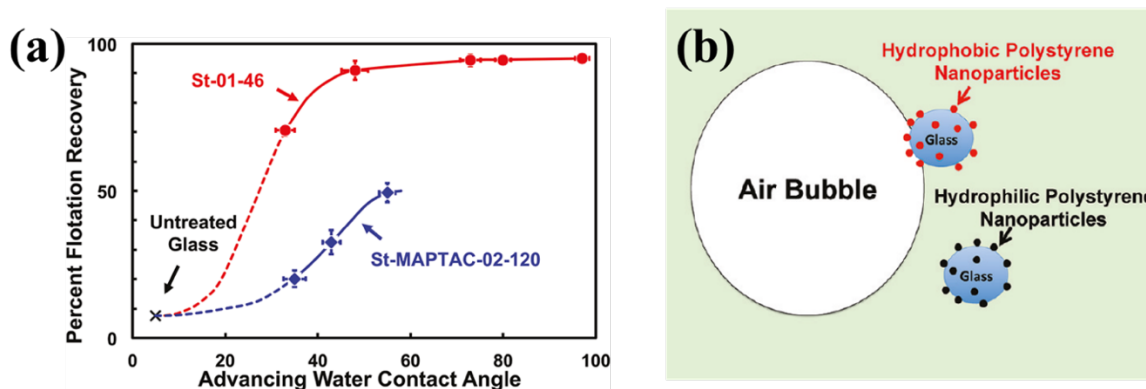 (a)
100
50
0
Percent Flotation Recovery
St-01-46
Untreated
Glass
St-MAPTAC-02-120
0
20
40
60
80
100
Advancing Water Contact Angle
(b)
Hydrophobic Polystyrene
Nanoparticles
Glass
Air Bubble
Hydrophilic Polystyrene
Nanoparticles
Glass